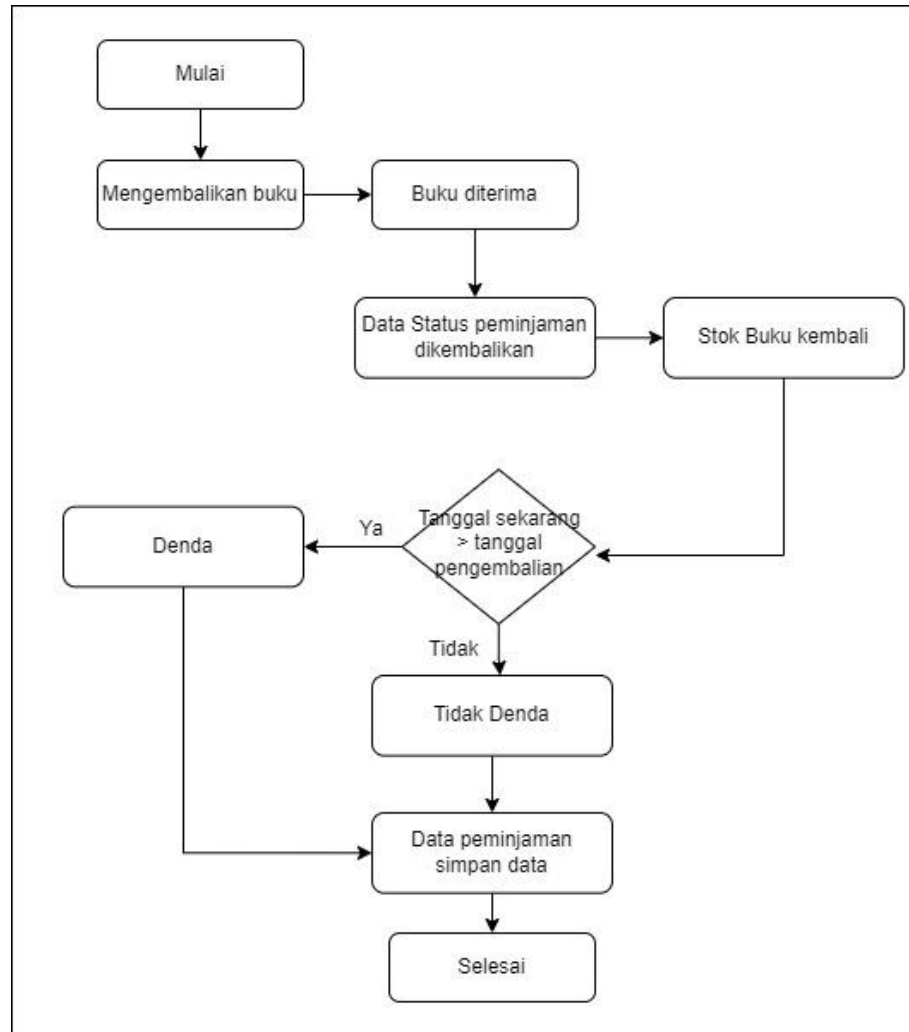 Mulai
Mengembalikan buku
Buku diterima
Data Status peminjaman
dikembalikan
Stok Buku kembali
Tanggal sekarang
> tanggal
pengembalian
Ya
Denda
Tidak
Tidak Denda
Data peminjaman
simpan data
Selesai